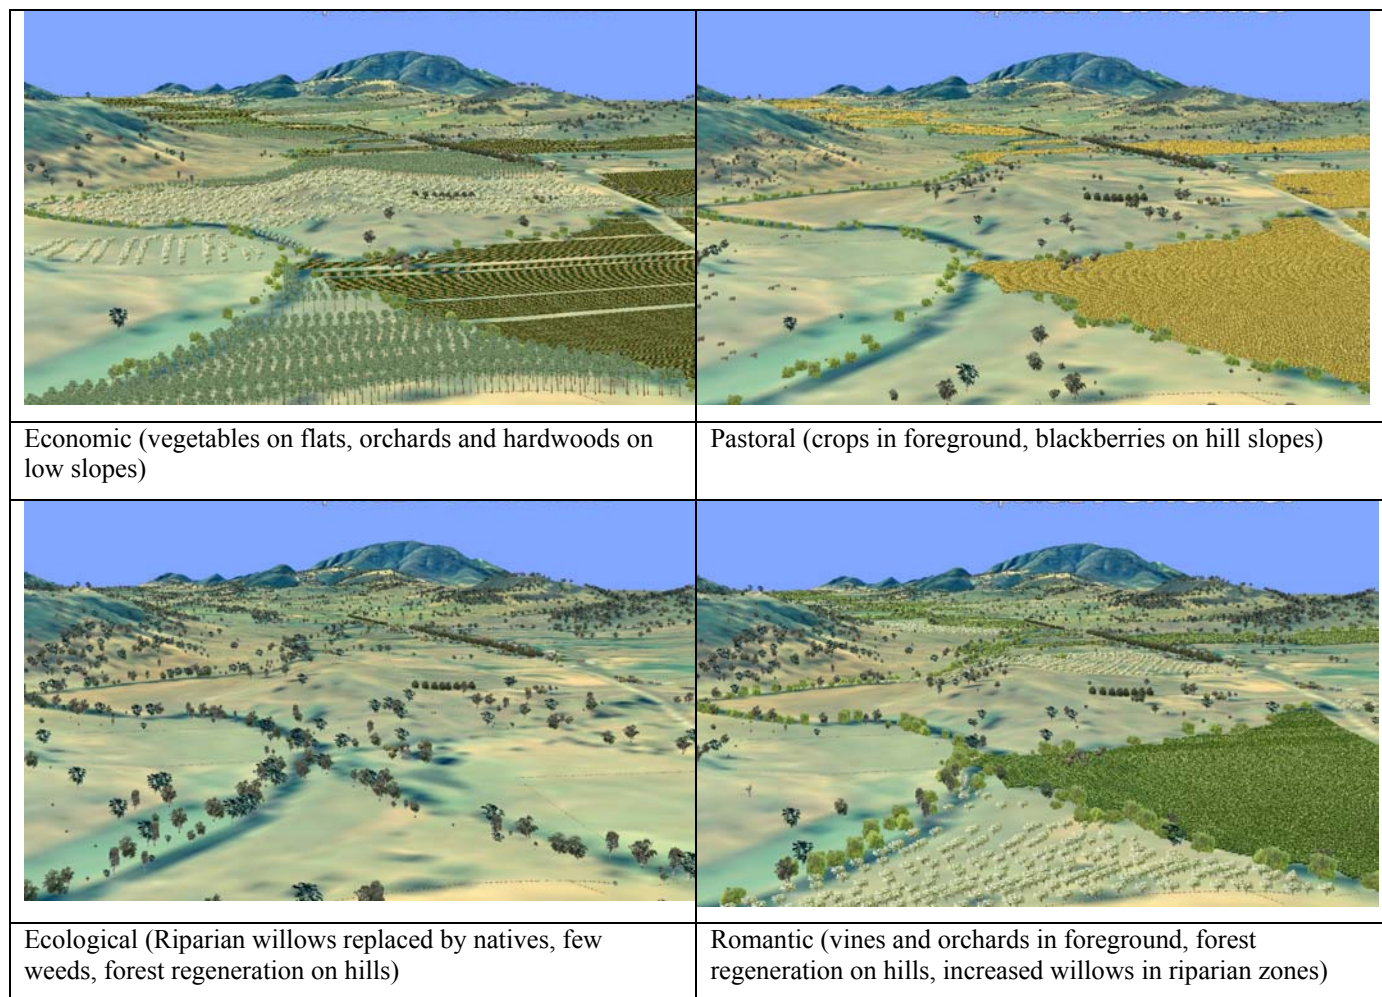 Economic (vegetables on flats, orchards and hardwoods on
low slopes)
Pastoral (crops in foreground, blackberries on hill slopes)
Ecological (Riparian willows replaced by natives, few
weeds, forest regeneration on hills)
Romantic (vines and orchards in foreground, forest
regeneration on hills, increased willows in riparian zones)